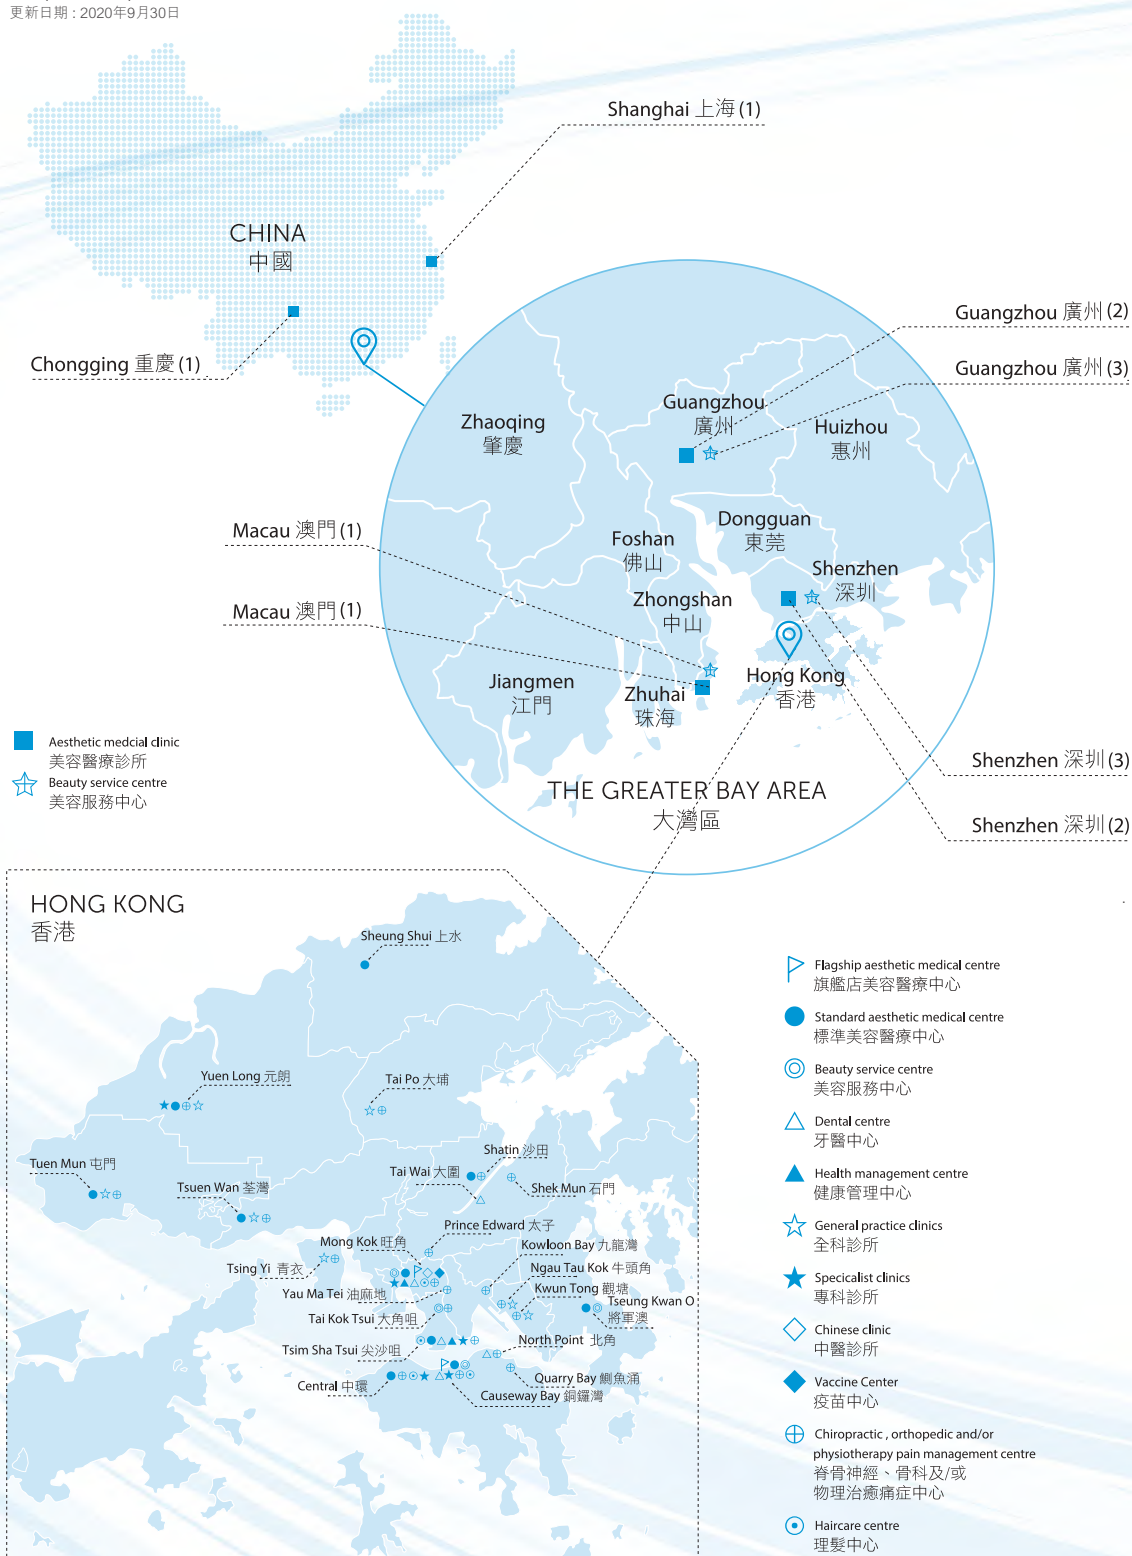 更新日期 : 2020年9月30日
Shanghai 上海 (1)
CHINA
中國
Guangzhou 廣州 (2)
Chongging 重慶 (1)
Guangzhou 廣州 (3)
Guangzhou
廣州
Zhaoqing
肇慶
Huizhou
惠州
Macau 澳門 (1)
Dongguan
東莞
Foshan
佛山
Shenzhen
深圳
Macau 澳門 (1)
Zhongshan
中山
Hong Kong
香港
Jiangmen
江門
Zhuhai
珠海
Aesthetic medcial clinic
美容醫療診所
Beauty service centre
美容服務中心
Shenzhen 深圳 (3)
THE GREATER BAY AREA
大灣區
Shenzhen 深圳 (2)
HONG KONG
香港
Sheung Shui 上水
Yuen Long 元朗
Tai Po 大埔
Shatin 沙田
Tuen Mun 屯門
Tai Wai 大圍
Tsuen Wan 荃灣
Shek Mun 石門
Prince Edward 太子
Mong Kok 旺角
Kowloon Bay 九龍灣
Tsing Yi 青衣
Ngau Tau Kok 牛頭角
Yau Ma Tei 油麻地
Kwun Tong 觀塘
Tseung Kwan O
將軍澳
Tai Kok Tsui 大角咀
North Point 北角
Tsim Sha Tsui 尖沙咀
Quarry Bay 鰂魚涌
Central 中環
Causeway Bay 銅鑼灣
Flagship aesthetic medical centre
旗艦店美容醫療中心
Standard aesthetic medical centre
標準美容醫療中心
Beauty service centre
美容服務中心
Dental centre
牙醫中心
Health management centre
健康管理中心
General practice clinics
全科診所
Specicalist clinics
專科診所
Chinese clinic
中醫診所
Vaccine Center
疫苗中心
Chiropractic , orthopedic and/or
physiotherapy pain management centre
脊骨神經、骨科及/或
物理治療痛症中心
Haircare centre
理髮中心